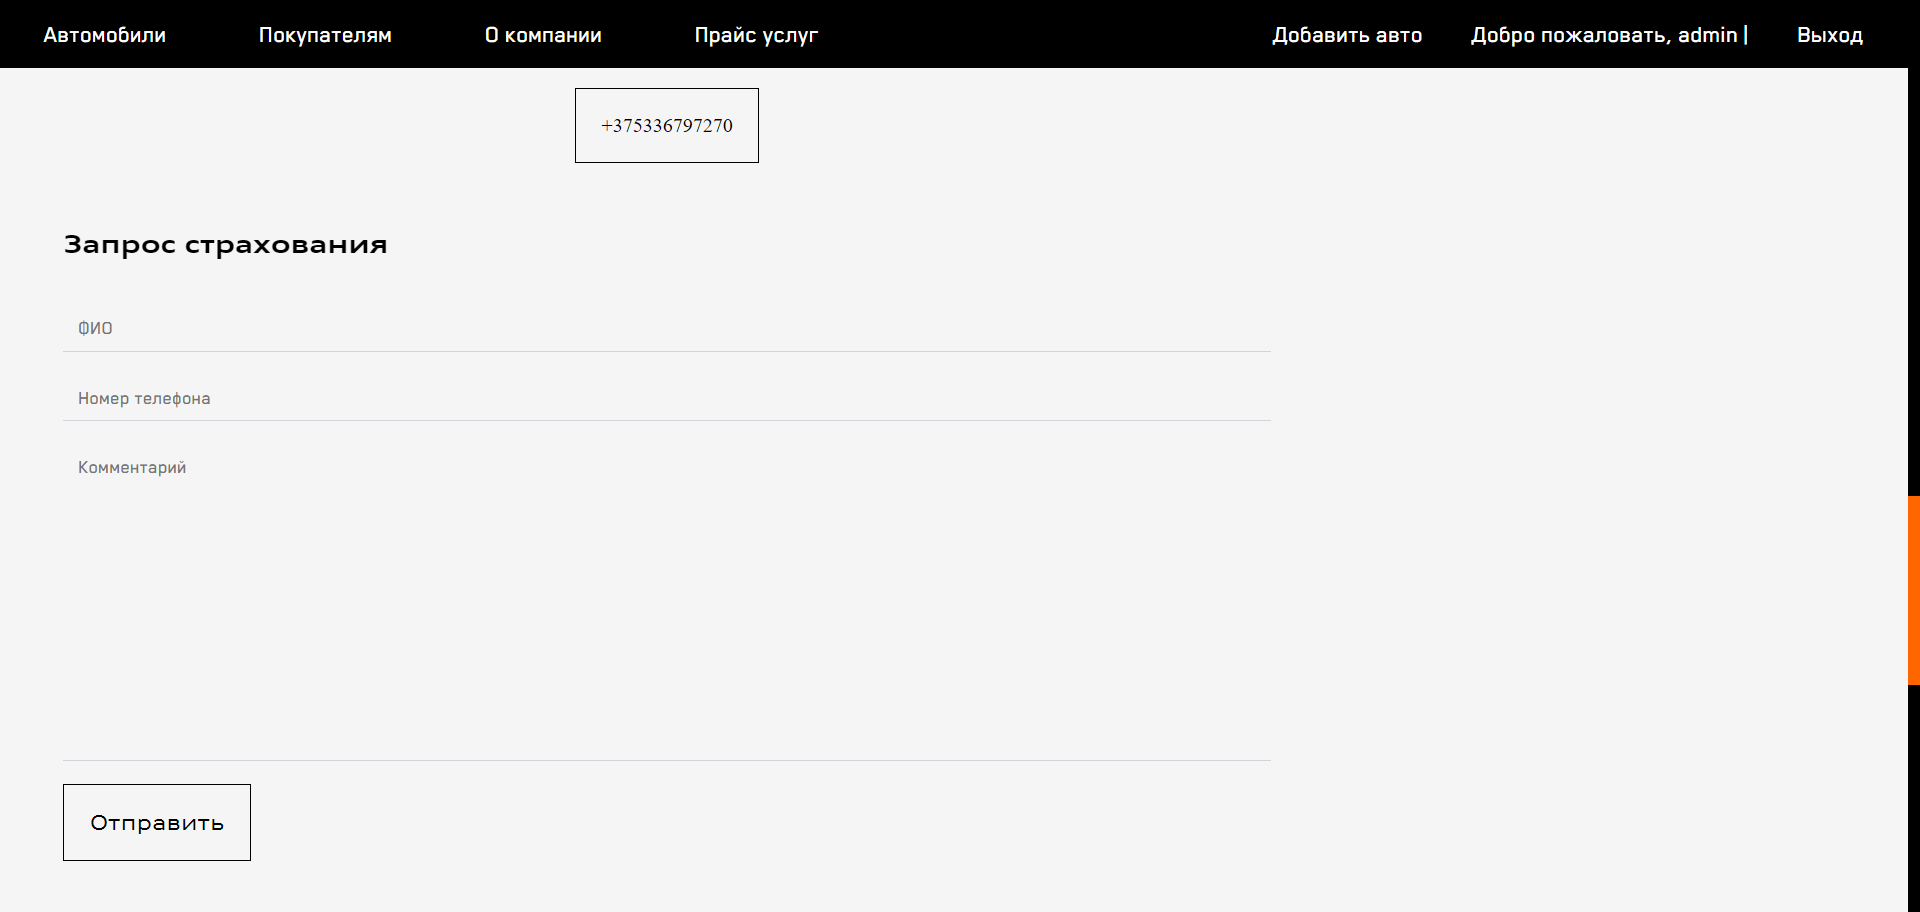 Автомобили Покупателям О компании Прайс услуг Добавить авто Добро пожаловать, admin | Выход
+375336797270
Запрос страхования
ФИО
Номер телефона
Комментарий
Отправить